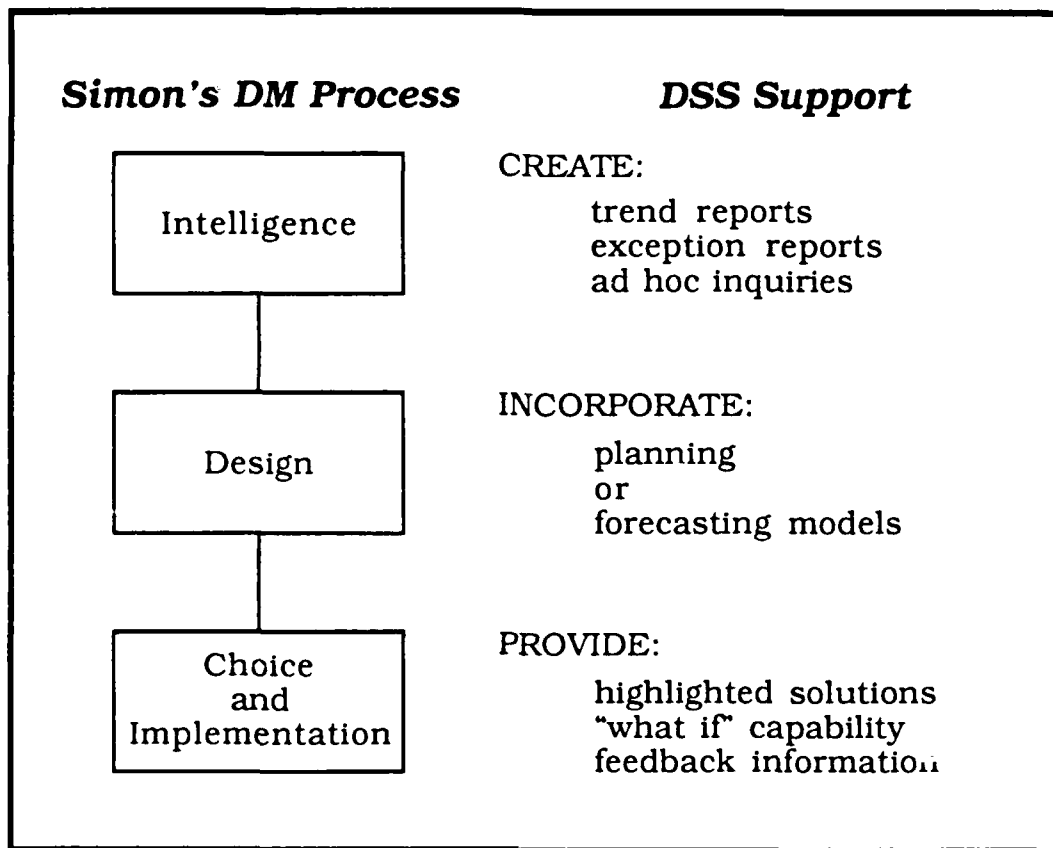 Simon's DM Process
DSS Support
Intelligence
CREATE:
trend reports
exception reports
ad hoc inquiries
Design
INCORPORATE:
planning
or
forecasting models
Choice
and
Implementation
PROVIDE:
highlighted solutions
"what if" capability
feedback information